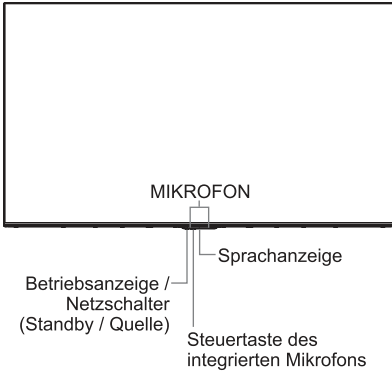 MIKROFON
Sprachanzeige
Betriebsanzeige /
Netzschalter
(Standby / Quelle)
Steuertaste des
integrierten Mikrofons